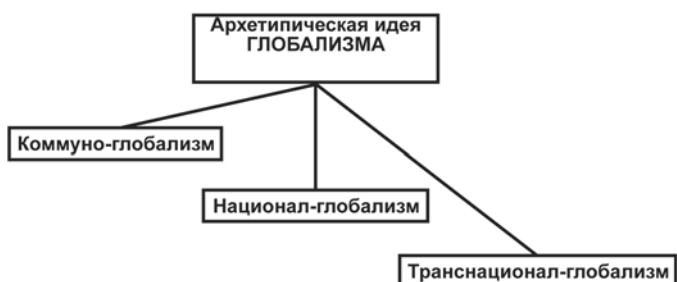 Архетипическая идея
ГЛОБАЛИЗМА
Коммуно-глобализм
Национал-глобализм
Транснационал-глобализм